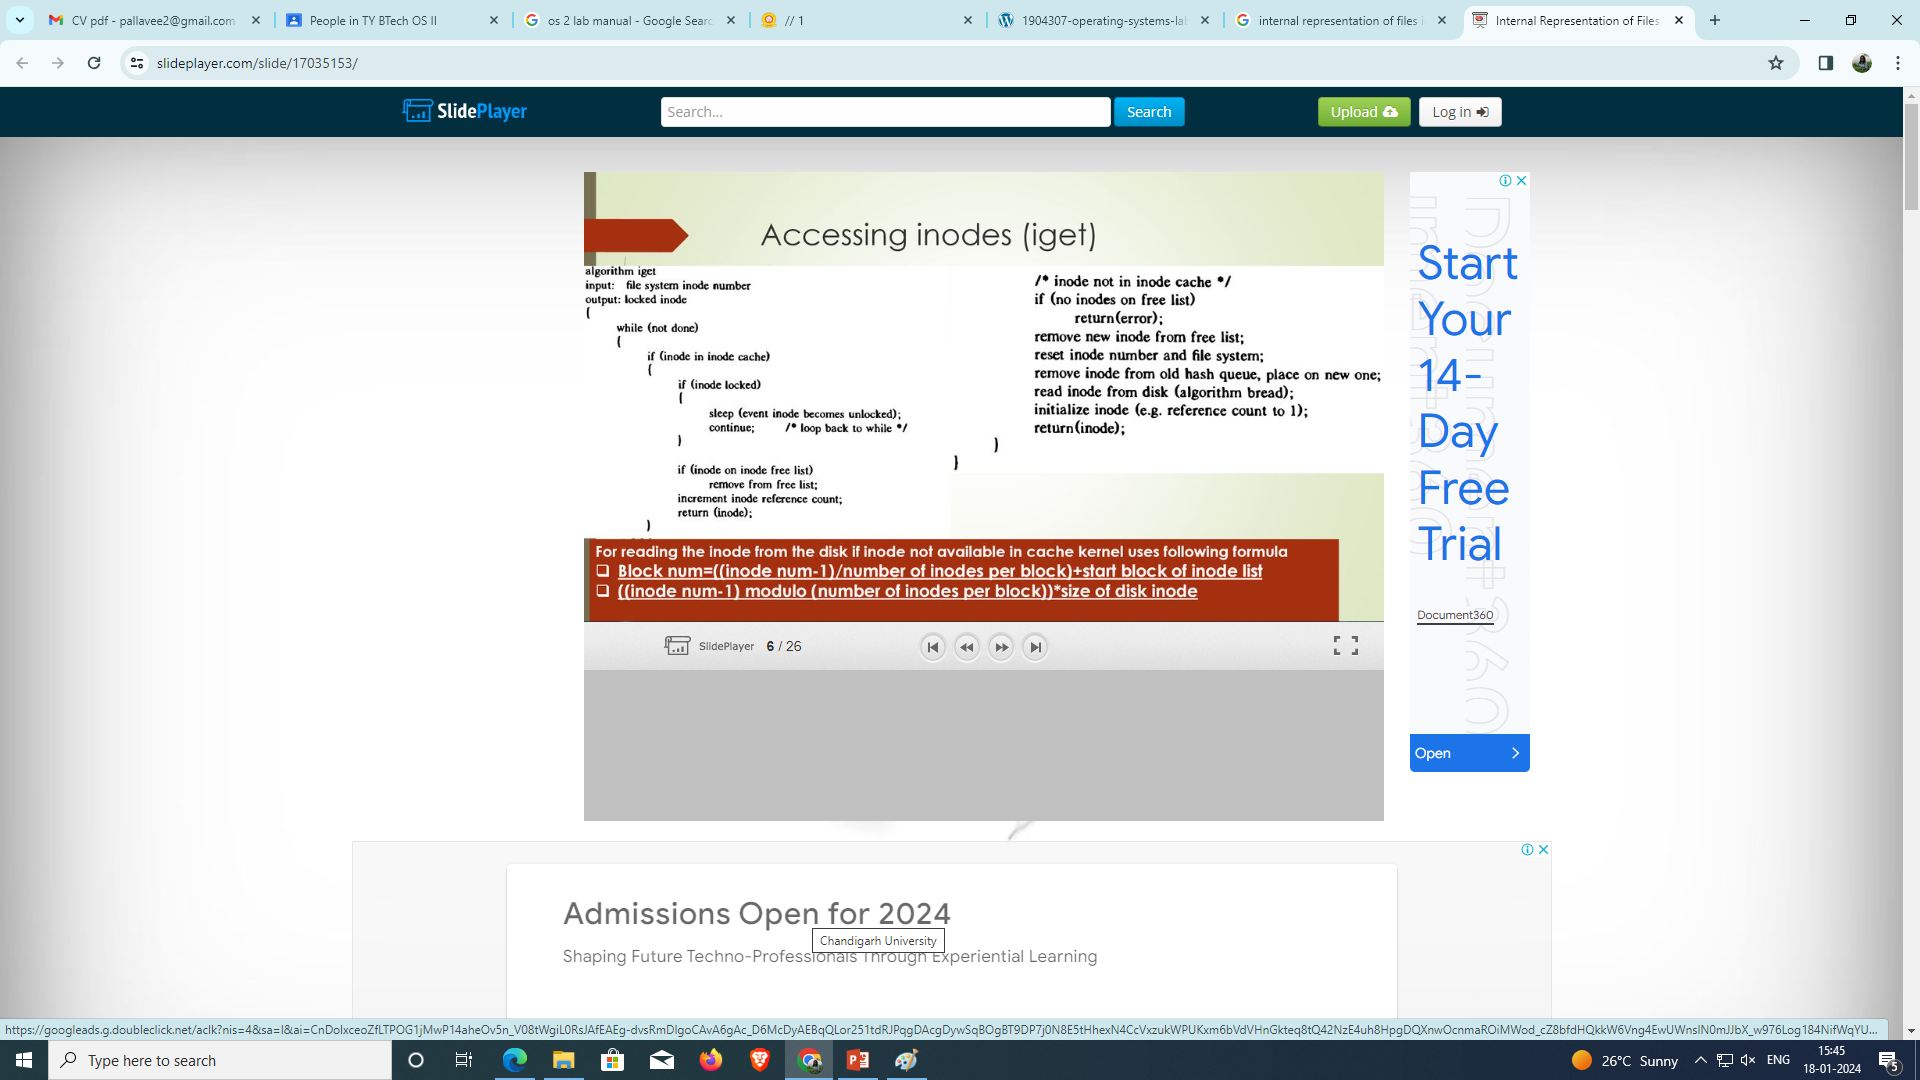 CV pdf - pallavee2@gmail.com
People in TY BTech OS II
os 2 lab manual - Google Searc
// 1
1904307-operating-systems-la
internal representation of files i
Internal Representation of Files
slideplayer.com/slide/17035153/
SlidePlayer
Search...
Search
Upload
Log in
Accessing inodes (iget)
algorithm iget
input: file system inode number
output: locked inode
{
while (not done)
{
if (inode in inode cache)
{
if (inode locked)
{
sleep (event inode becomes unlocked);
continue; /* loop back to while */
}
if (inode on inode free list)
remove from free list;
increment inode reference count;
return (inode);
}
/* inode not in inode cache */
if (no inodes on free list)
return(error);
remove new inode from free list;
reset inode number and file system;
remove inode from old hash queue, place on new one;
read inode from disk (algorithm bread);
initialize inode (e.g. reference count to 1);
return(inode);
}
}
For reading the inode from the disk if inode not available in cache kernel uses following formula
❑ Block num=((inode num-1)/number of inodes per block)+start block of inode list
❑ ((inode num-1) modulo (number of inodes per block))*size of disk inode
SlidePlayer 6 / 26
Start
Your
14-
Day
Free
Trial
Document360
Open
Admissions Open for 2024
Chandigarh University
Shaping Future Techno-Professionals Through Experiential Learning
Type here to search
26°C Sunny
ENG
15:45
18-01-2024
5